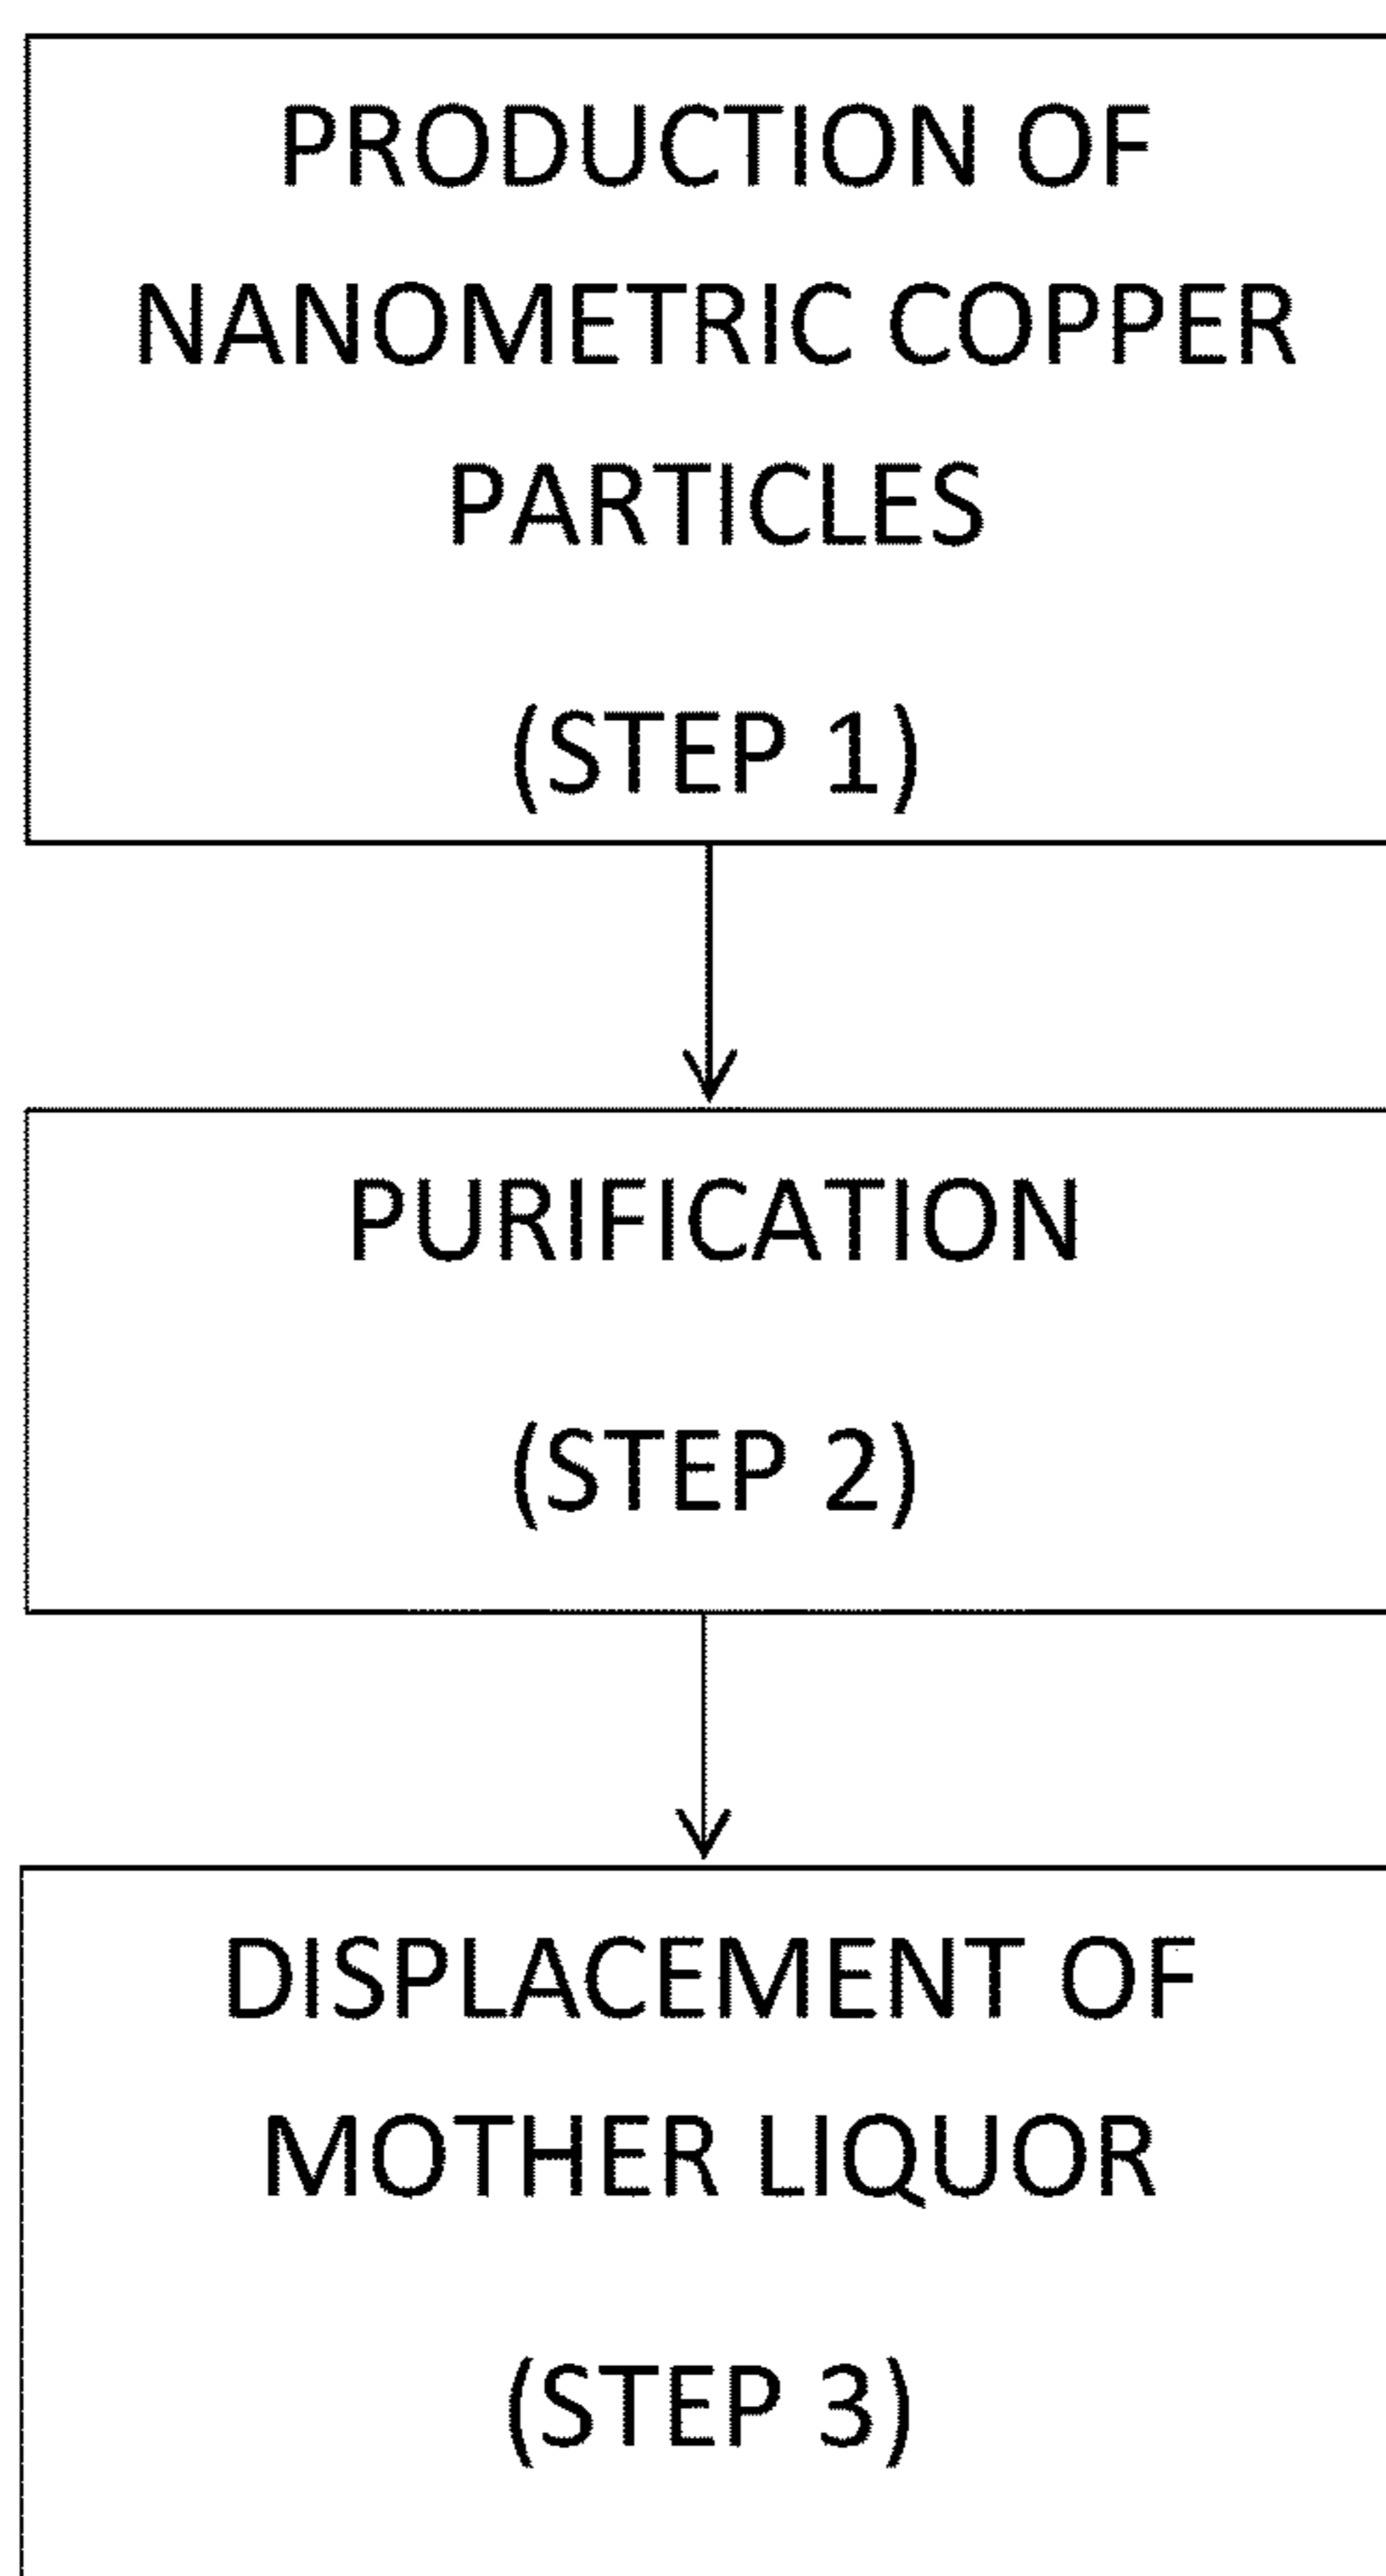 PRODUCTION OF
NANOMETRIC COPPER
PARTICLES
(STEP 1)
PURIFICATION
(STEP 2)
DISPLACEMENT OF
MOTHER LIQUOR
(STEP 3)